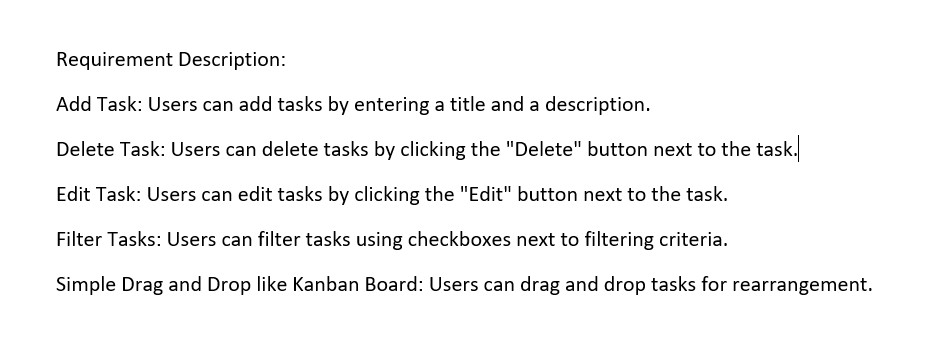 Requirement Description:
Add Task: Users can add tasks by entering a title and a description.
Delete Task: Users can delete tasks by clicking the "Delete" button next to the task.
Edit Task: Users can edit tasks by clicking the "Edit" button next to the task.
Filter Tasks: Users can filter tasks using checkboxes next to filtering criteria.
Simple Drag and Drop like Kanban Board: Users can drag and drop tasks for rearrangement.